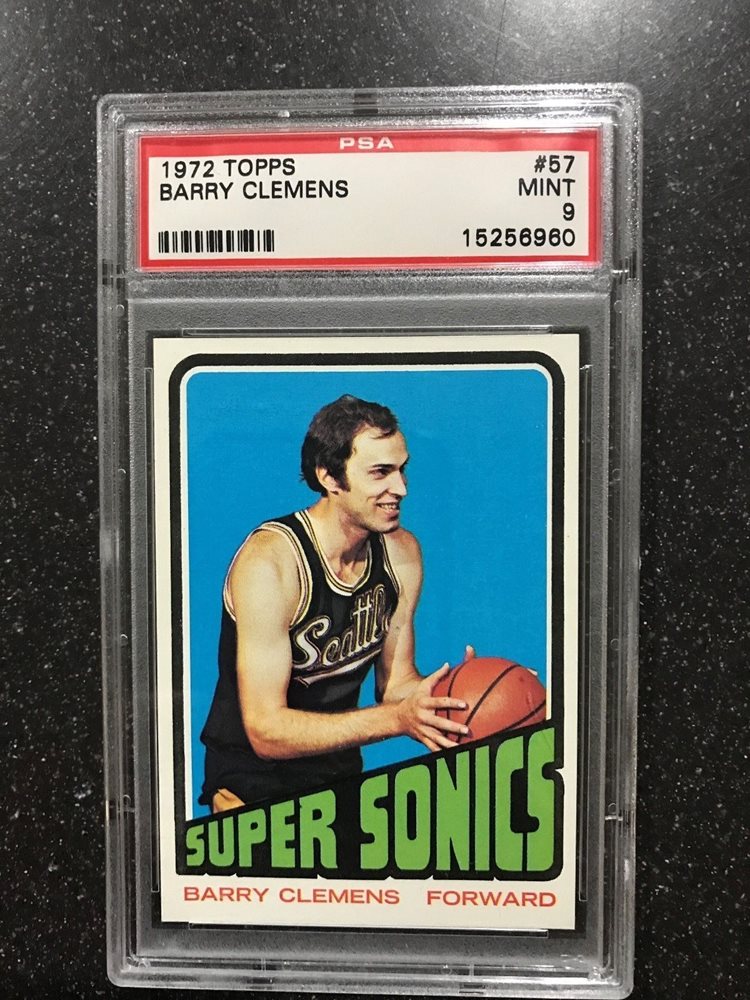 PSA
1972 TOPPS #57
BARRY CLEMENS MINT
9
15256960
Seattle
SUPER SONICS
BARRY CLEMENS FORWARD